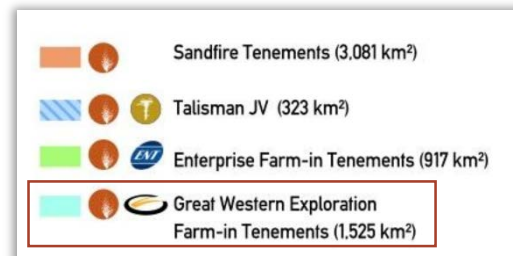 Sandfire Tenements (3,081 km²)
Talisman JV (323 km²)
ENT
Enterprise Farm-in Tenements (917 km²)
Great Western Exploration
Farm-in Tenements (1,525 km²)